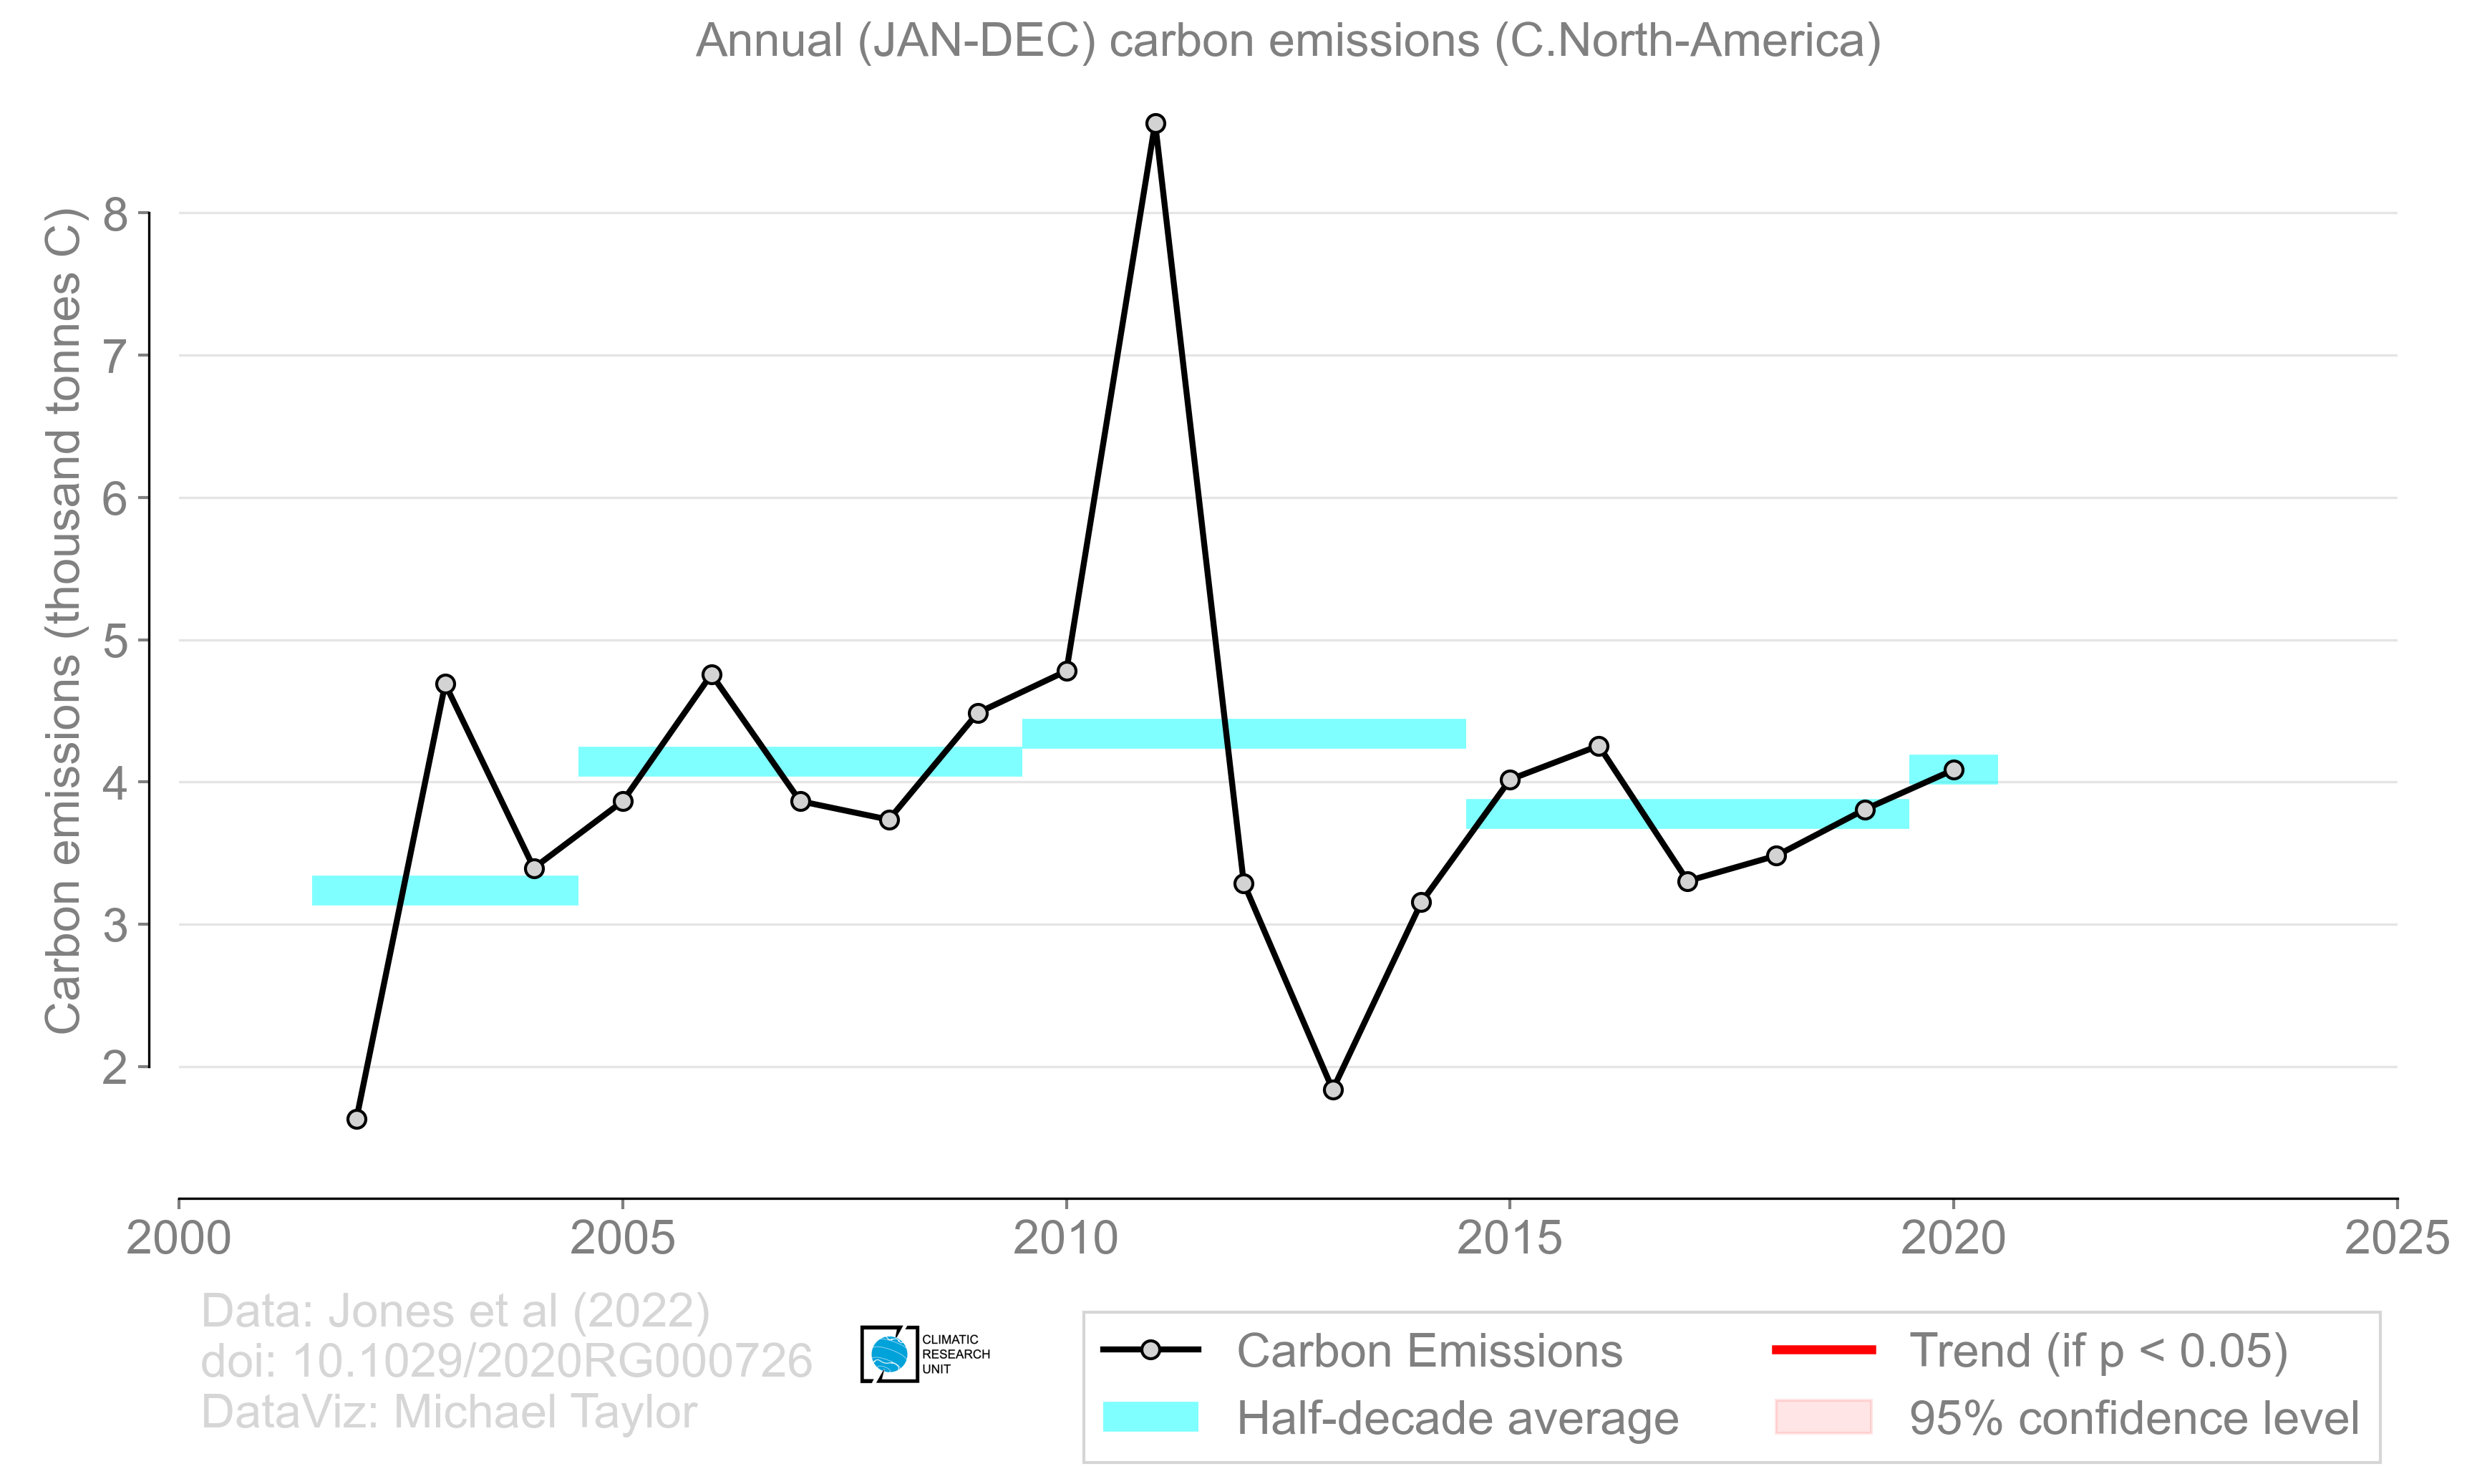 Annual (JAN-DEC) carbon emissions (C.North-America)
Carbon emissions (thousand tonnes C)
8
7
6
5
4
3
2
2000 2005 2010 2015 2020 2025
Data: Jones et al (2022)
doi: 10.1029/2020RG000726
DataViz: Michael Taylor
CLIMATIC
RESEARCH
UNIT
Carbon Emissions
Half-decade average
Trend (if p < 0.05)
95% confidence level